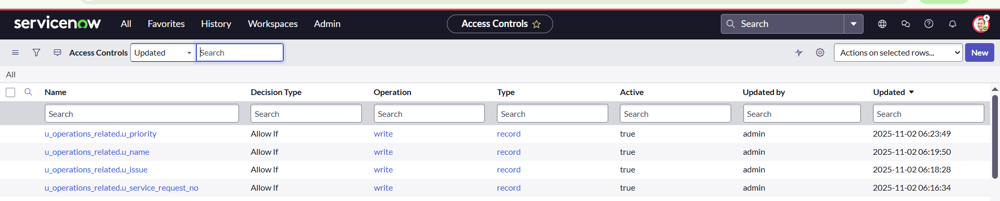 servicenow All Favorites History Workspaces Admin Access Controls Search
Access Controls Updated Search Actions on selected rows... New
All
Name Decision Type Operation Type Active Updated by Updated
Search Search Search Search Search Search Search
u_operations_related.u_priority Allow If write record true admin 2025-11-02 06:23:49
u_operations_related.u_name Allow If write record true admin 2025-11-02 06:19:50
u_operations_related.u_issue Allow If write record true admin 2025-11-02 06:18:28
u_operations_related.u_service_request_no Allow If write record true admin 2025-11-02 06:16:34